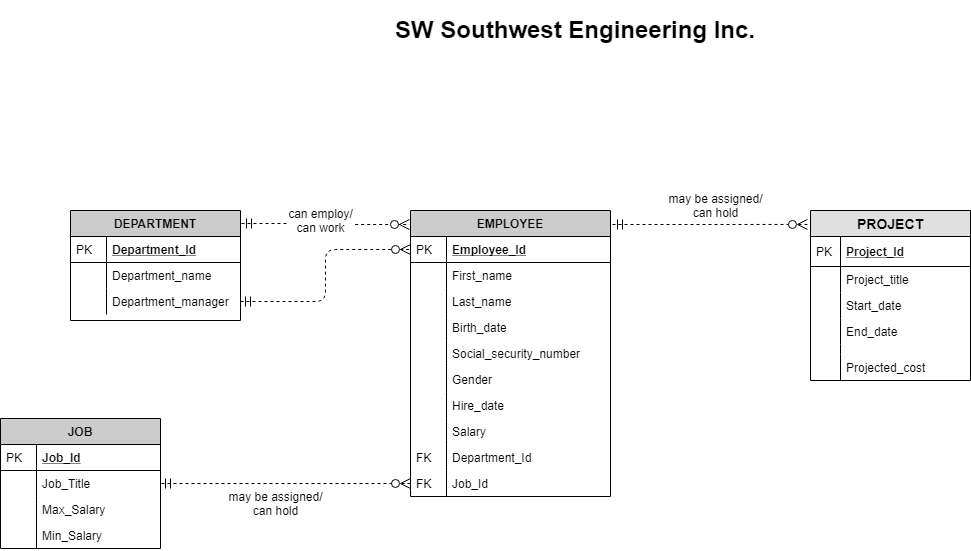 SW Southwest Engineering Inc.
DEPARTMENT
PK Department_Id
Department_name
Department_manager
can employ/
can work
EMPLOYEE
PK Employee_Id
First_name
Last_name
Birth_date
Social_security_number
Gender
Hire_date
Salary
FK Department_Id
FK Job_Id
may be assigned/
can hold
PROJECT
PK Project_Id
Project_title
Start_date
End_date
Projected_cost
JOB
PK Job_Id
Job_Title
Max_Salary
Min_Salary
may be assigned/
can hold